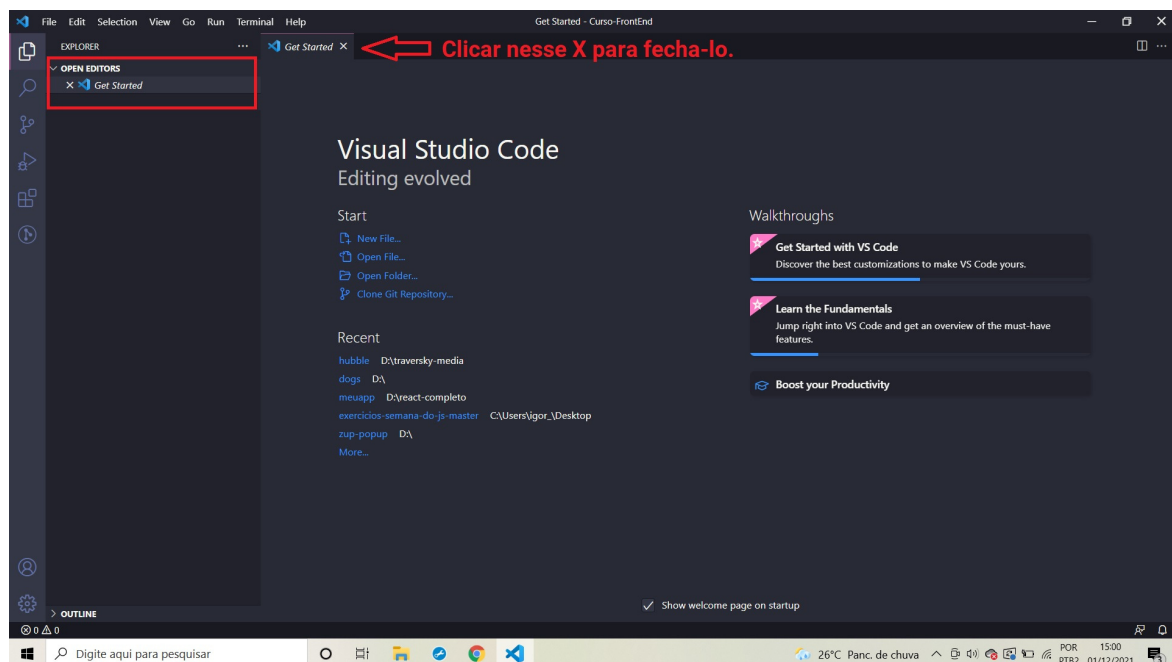 File Edit Selection View Go Run Terminal Help
Get Started - Curso-FrontEnd
EXPLORER
Get Started
Clicar nesse X para fecha-lo.
OPEN EDITORS
Get Started
Visual Studio Code
Editing evolved
Start
New File...
Open File...
Open Folder...
Clone Git Repository...
Recent
hubble D:\traversky-media
dogs D:\
meuapp D:\react-completo
exercicios-semana-do-js-master C:\Users\igor_\Desktop
zup-popup D:\
More...
Walkthroughs
Get Started with VS Code
Discover the best customizations to make VS Code yours.
Learn the Fundamentals
Jump right into VS Code and get an overview of the must-have
features.
Boost your Productivity
Show welcome page on startup
OUTLINE
0 0
Digite aqui para pesquisar
26°C Panc. de chuva
POR
PTB2
15:00
01/12/2021